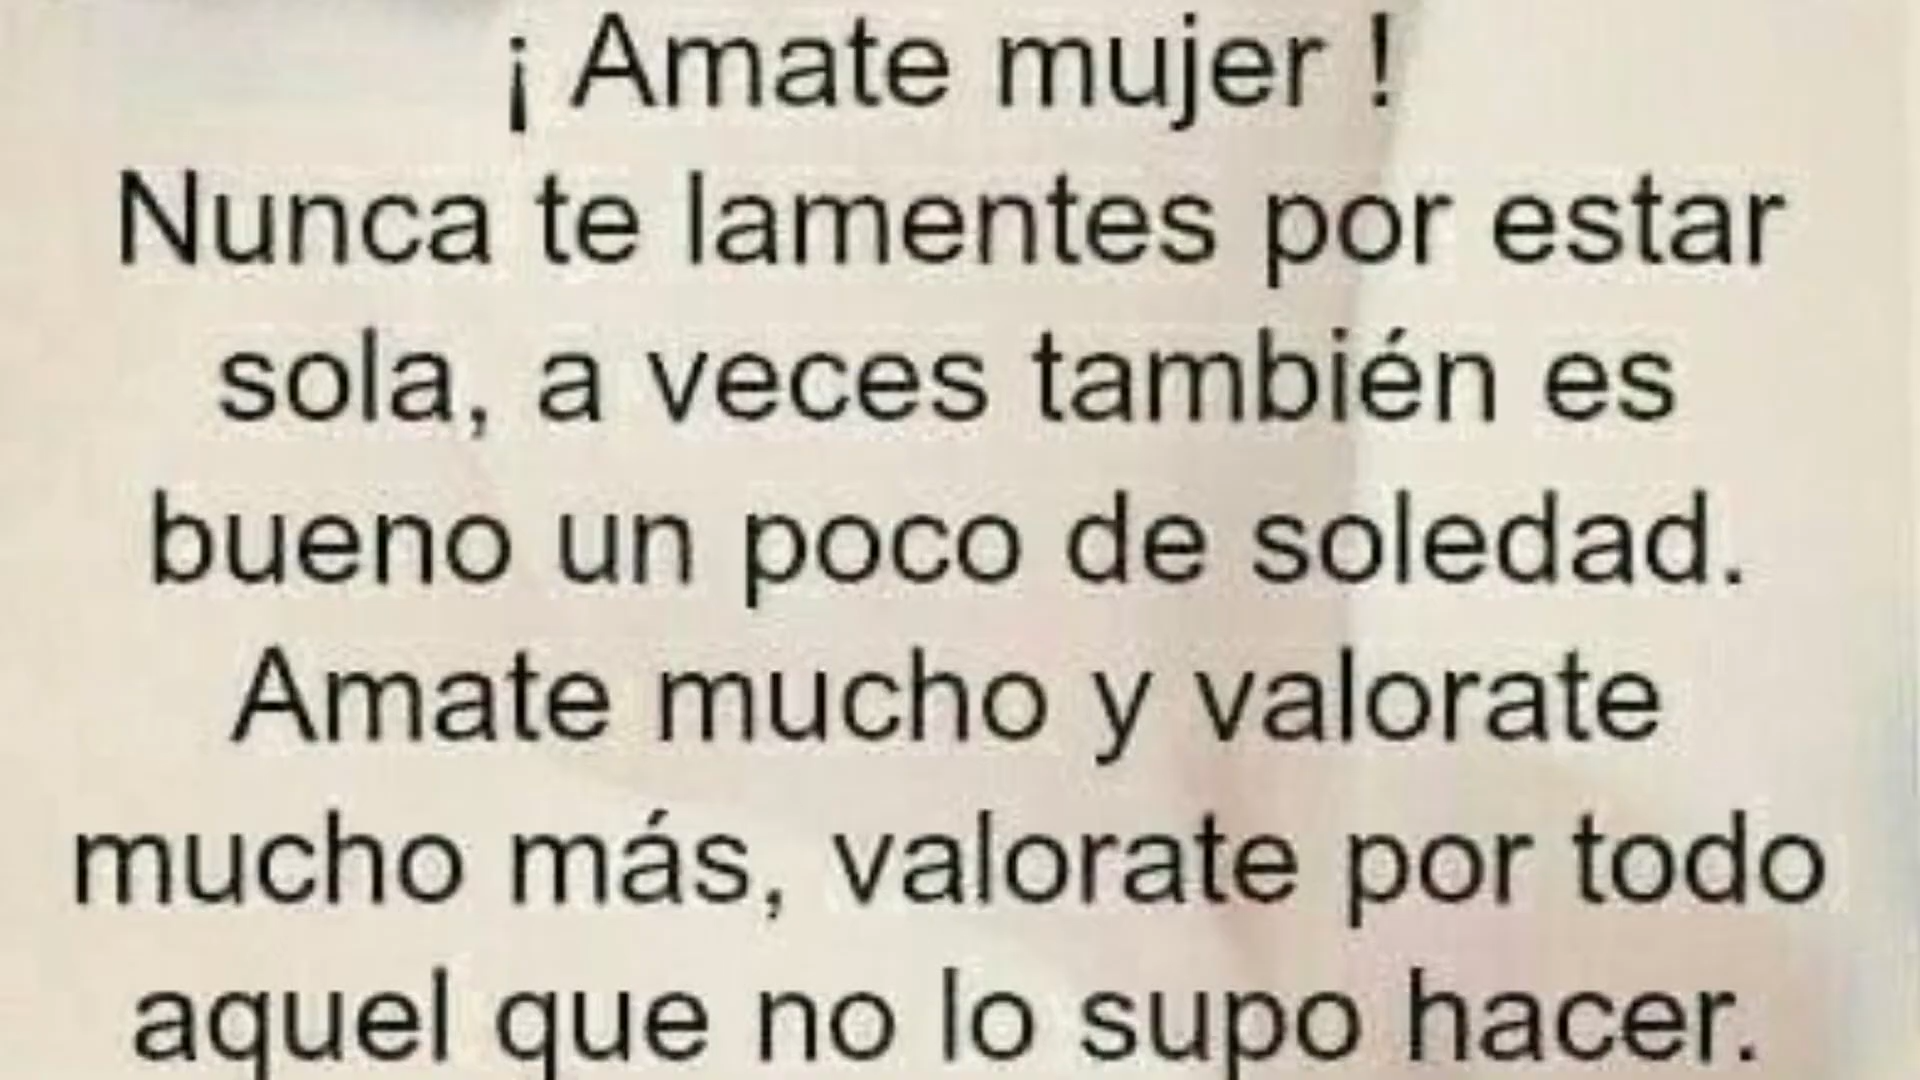 ¡ Amate mujer !
Nunca te lamentes por estar
sola, a veces también es
bueno un poco de soledad.
Amate mucho y valorate
mucho más, valorate por todo
aquel que no lo supo hacer.